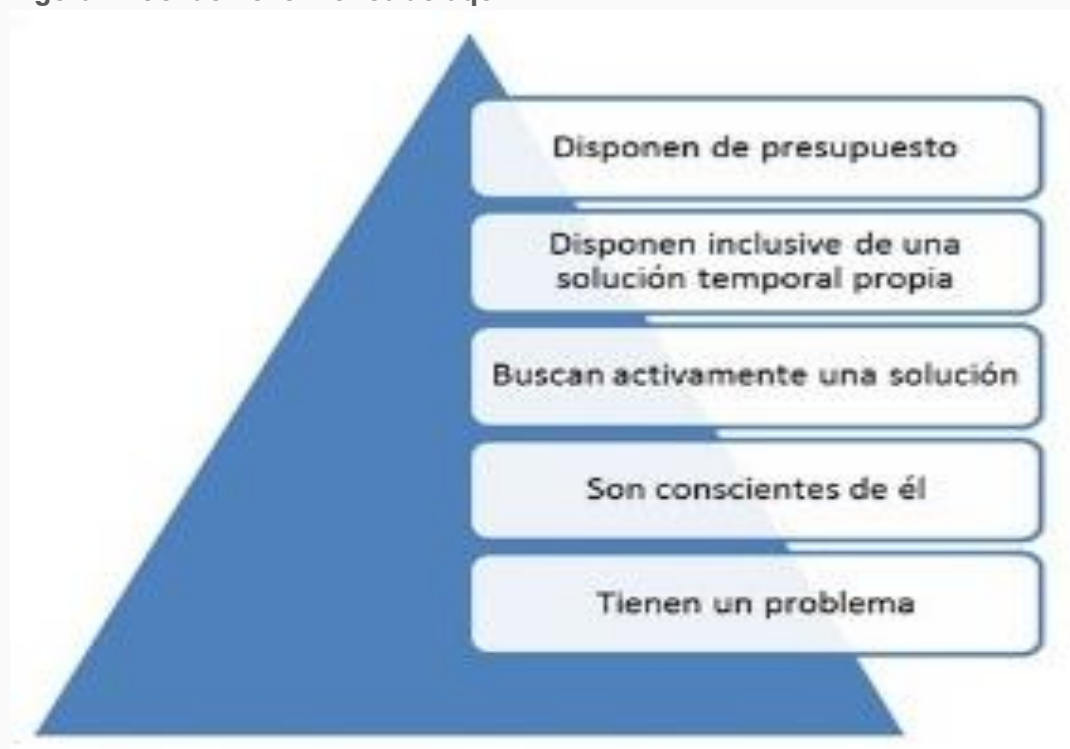 Disponen de presupuesto
Disponen inclusive de una
solución temporal propia
Buscan activamente una solución
Son conscientes de él
Tienen un problema